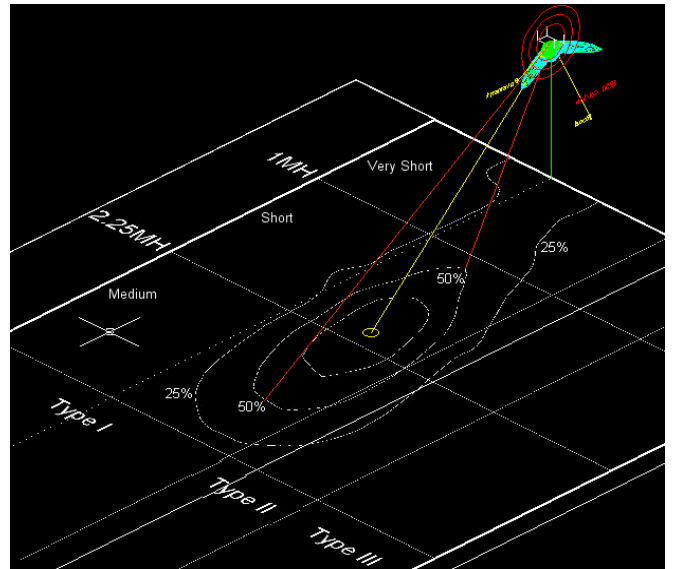 1MH
Very Short
2.25MH
Short
25%
50%
Medium
25%
50%
Type I
Type II
Type III